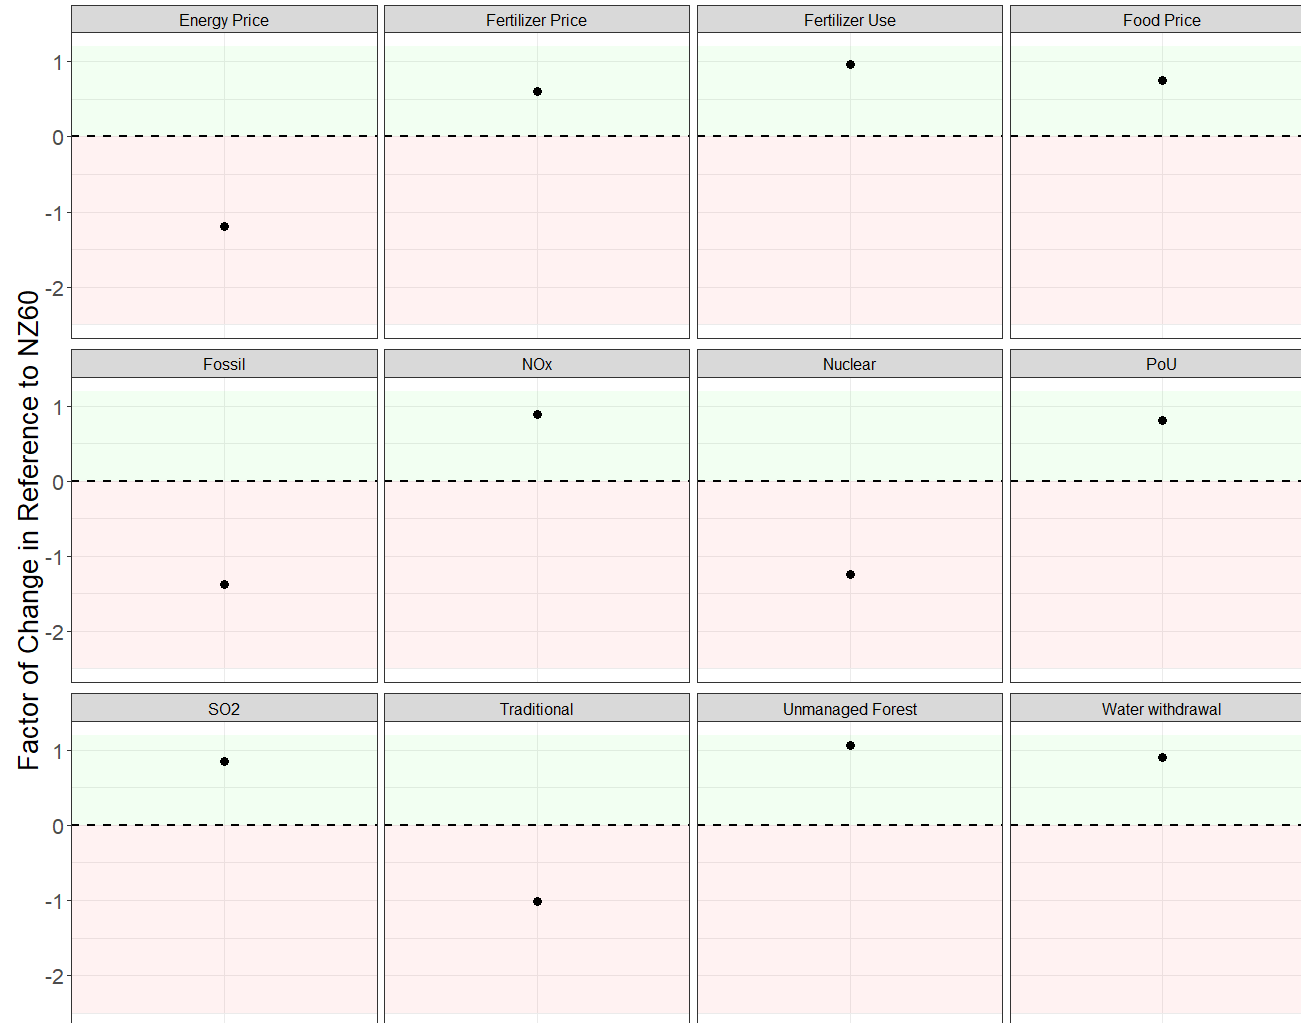 Energy Price
Fertilizer Price
Fertilizer Use
Food Price
1
0
-1
-2
Factor of Change in Reference to NZ60
Fossil
NOx
Nuclear
PoU
1
0
-1
-2
SO2
Traditional
Unmanaged Forest
Water withdrawal
1
0
-1
-2